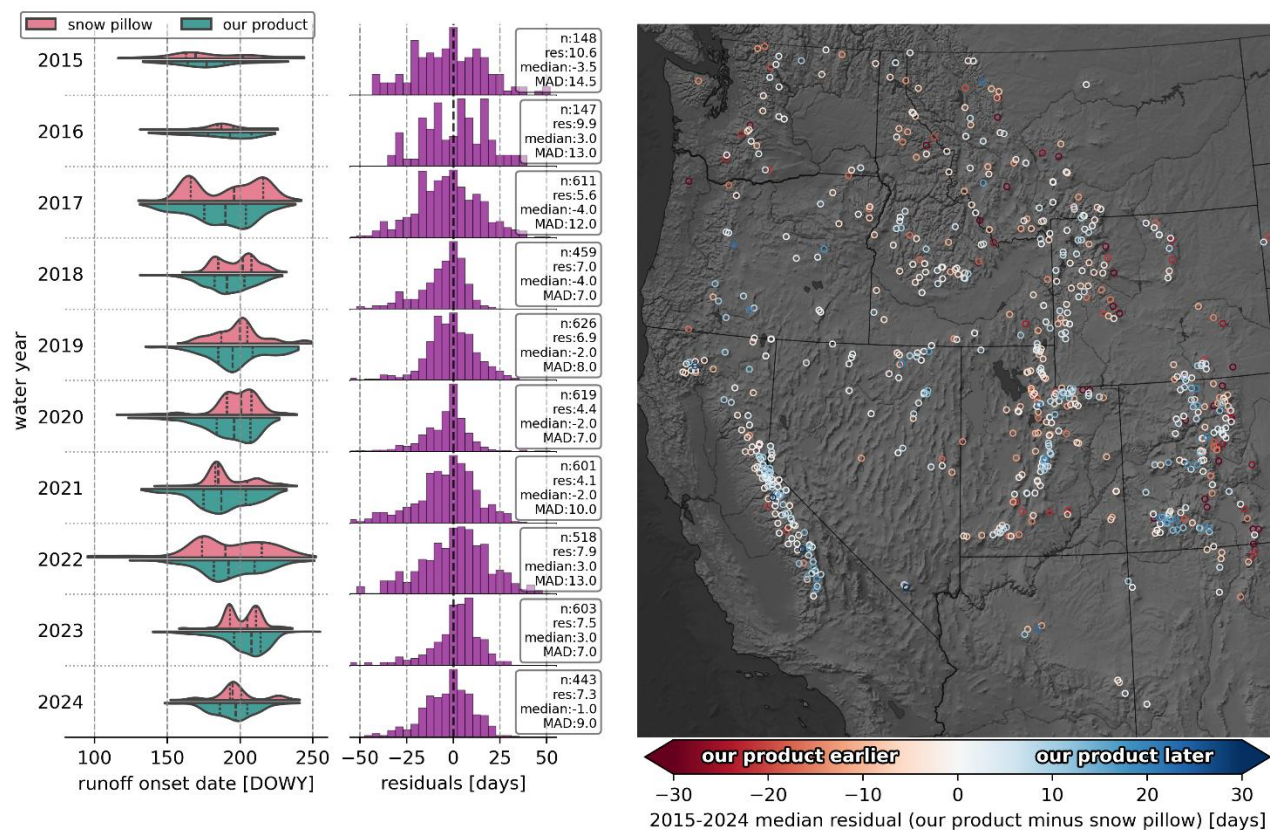 snow pillow
our product
water year
2015
2016
2017
2018
2019
2020
2021
2022
2023
2024
100
150
200
250
runoff onset date [DOWY]
n:148
res:10.6
median:-3.5
MAD:14.5
n:147
res:9.9
median:3.0
MAD:13.0
n:611
res:5.6
median:-4.0
MAD:12.0
n:459
res:7.0
median:-4.0
MAD:7.0
n:626
res:6.9
median:-2.0
MAD:8.0
n:619
res:4.4
median:-2.0
MAD:7.0
n:601
res:4.1
median:-2.0
MAD:10.0
n:518
res:7.9
median:3.0
MAD:13.0
n:603
res:7.5
median:3.0
MAD:7.0
n:443
res:7.3
median:-1.0
MAD:9.0
−50
−25
0
25
50
residuals [days]
our product earlier
our product later
−30
−20
−10
0
10
20
30
2015-2024 median residual (our product minus snow pillow) [days]